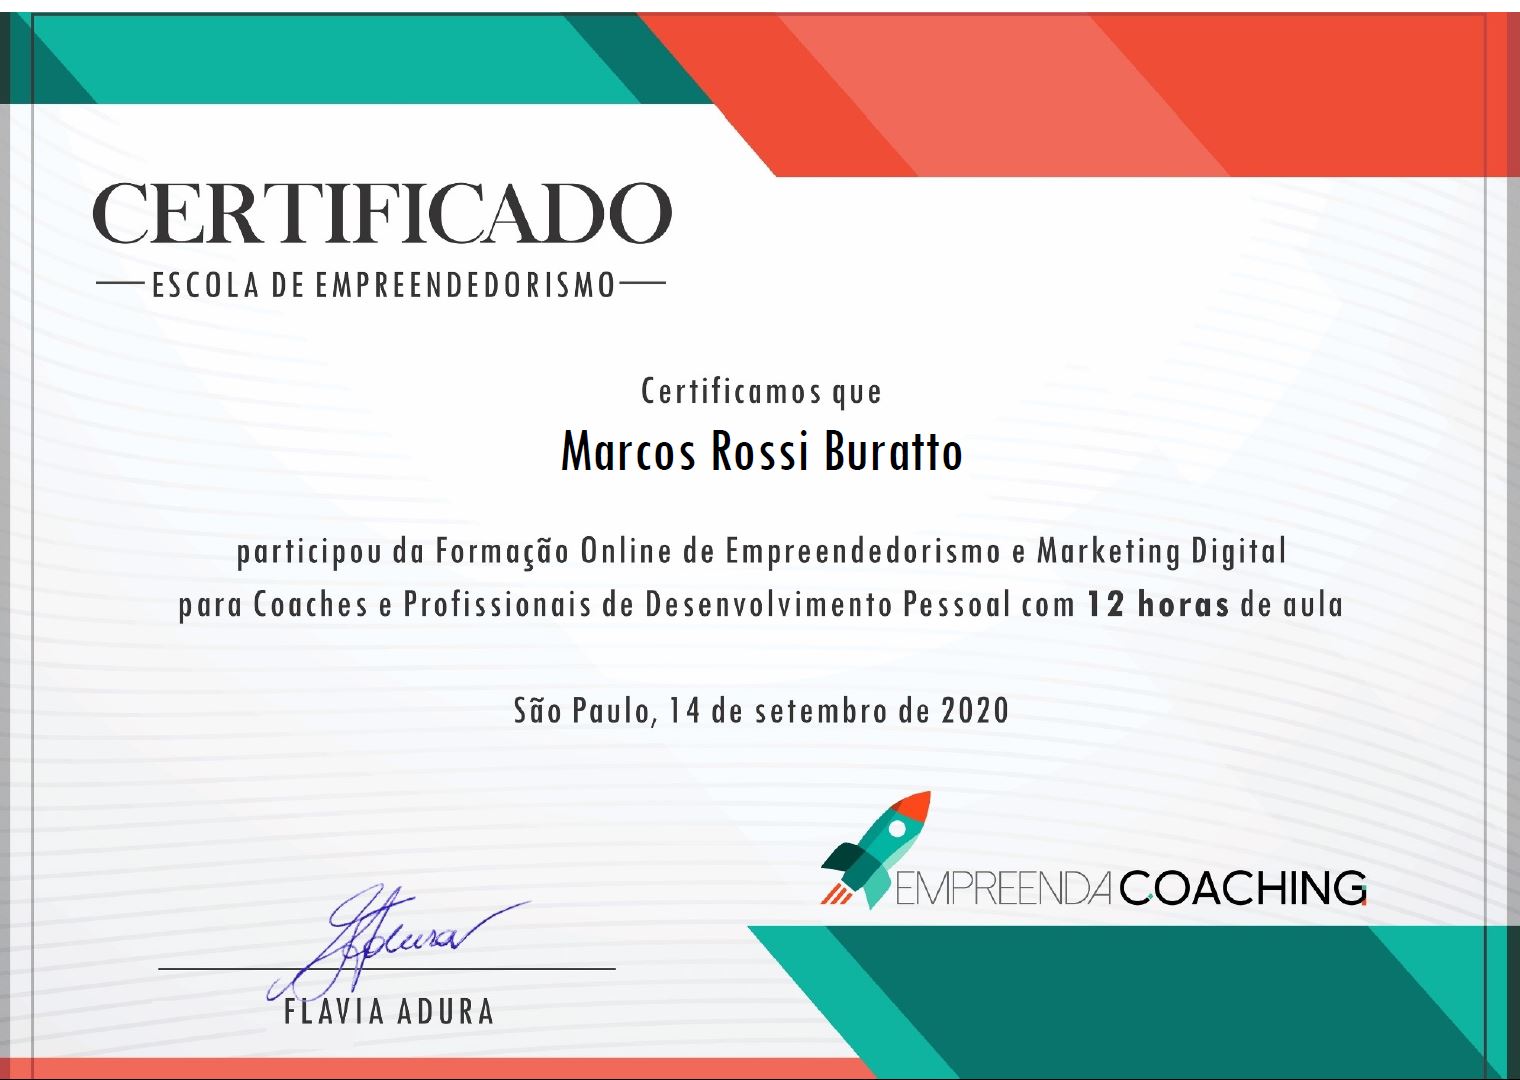 CERTIFICADO
ESCOLA DE EMPREENDEDORISMO
Certificamos que
Marcos Rossi Buratto
participou da Formação Online de Empreendedorismo e Marketing Digital
para Coaches e Profissionais de Desenvolvimento Pessoal com 12 horas de aula
São Paulo, 14 de setembro de 2020
EMPREENDA COACHING
FAdura
FLAVIA ADURA